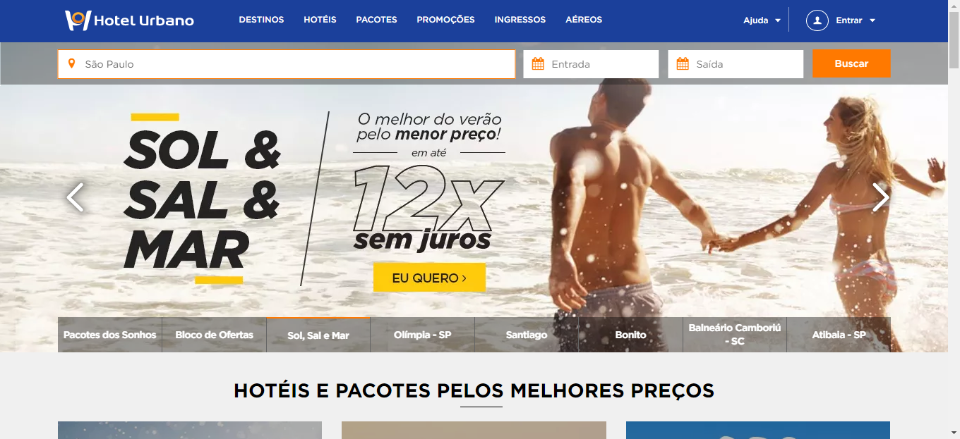 Hotel Urbano
DESTINOS
HOTÉIS
PACOTES
PROMOÇÕES
INGRESSOS
AÉREOS
Ajuda
Entrar
São Paulo
Entrada
Saída
Buscar
SOL &
SAL &
MAR
O melhor do verão
pelo menor preço!
em até
12x
sem juros
EU QUERO >
Pacotes dos Sonhos
Bloco de Ofertas
Sol, Sal e Mar
Olímpia - SP
Santiago
Bonito
Balneário Camboriú
- SC
Atibaia - SP
HOTÉIS E PACOTES PELOS MELHORES PREÇOS